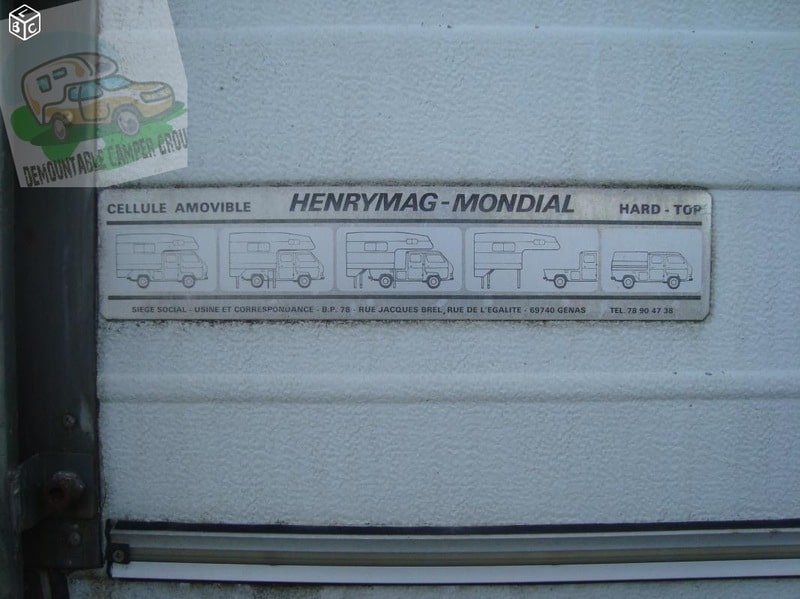 LBC
DEMOUNTABLE CAMPER GROU
CELLULE AMOVIBLE HENRYMAG-MONDIAL HARD - TOP
SIEGE SOCIAL - USINE ET CORRESPONDANCE - B.P. 78 - RUE JACQUES BREL, RUE DE L'EGALITE - 69740 GENAS TEL. 78 90 47 38